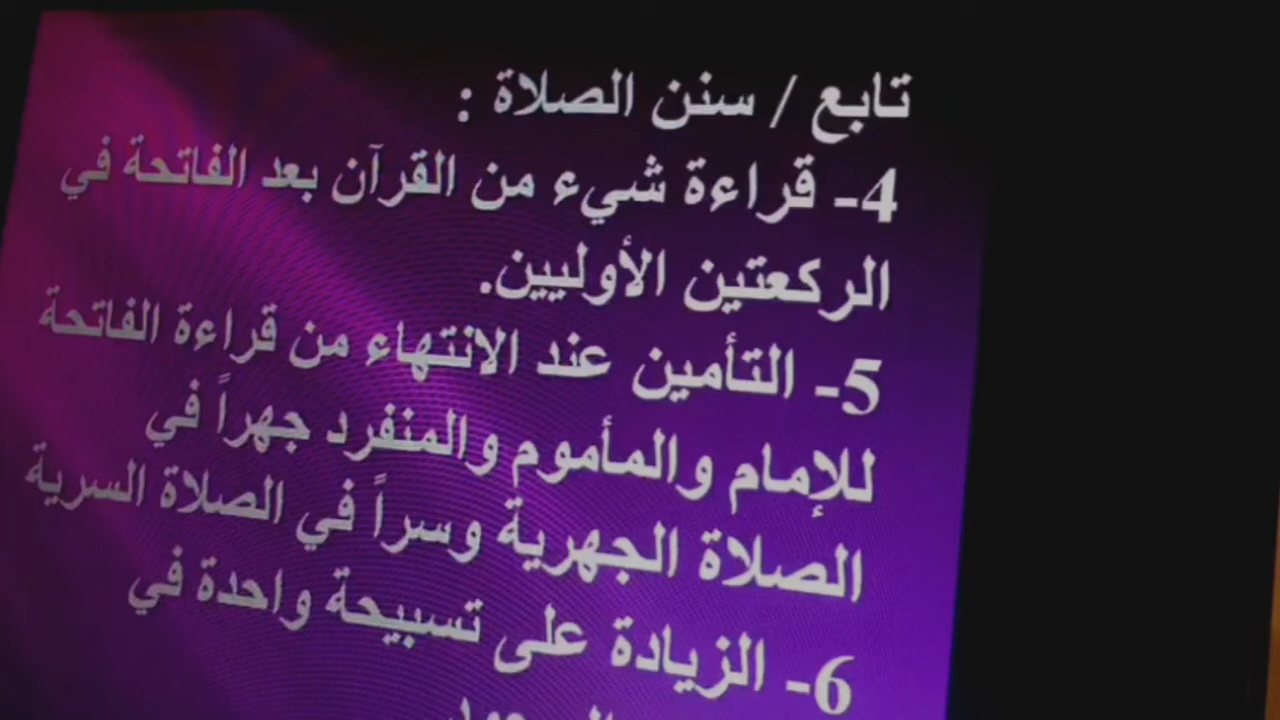 تابع / سنن الصلاة :
4- قراءة شيء من القرآن بعد الفاتحة في
الركعتين الأوليين.
5- التأمين عند الانتهاء من قراءة الفاتحة
للإمام والمأموم والمنفرد جهراً في
الصلاة الجهرية وسراً في الصلاة السرية
6- الزيادة على تسبيحة واحدة في